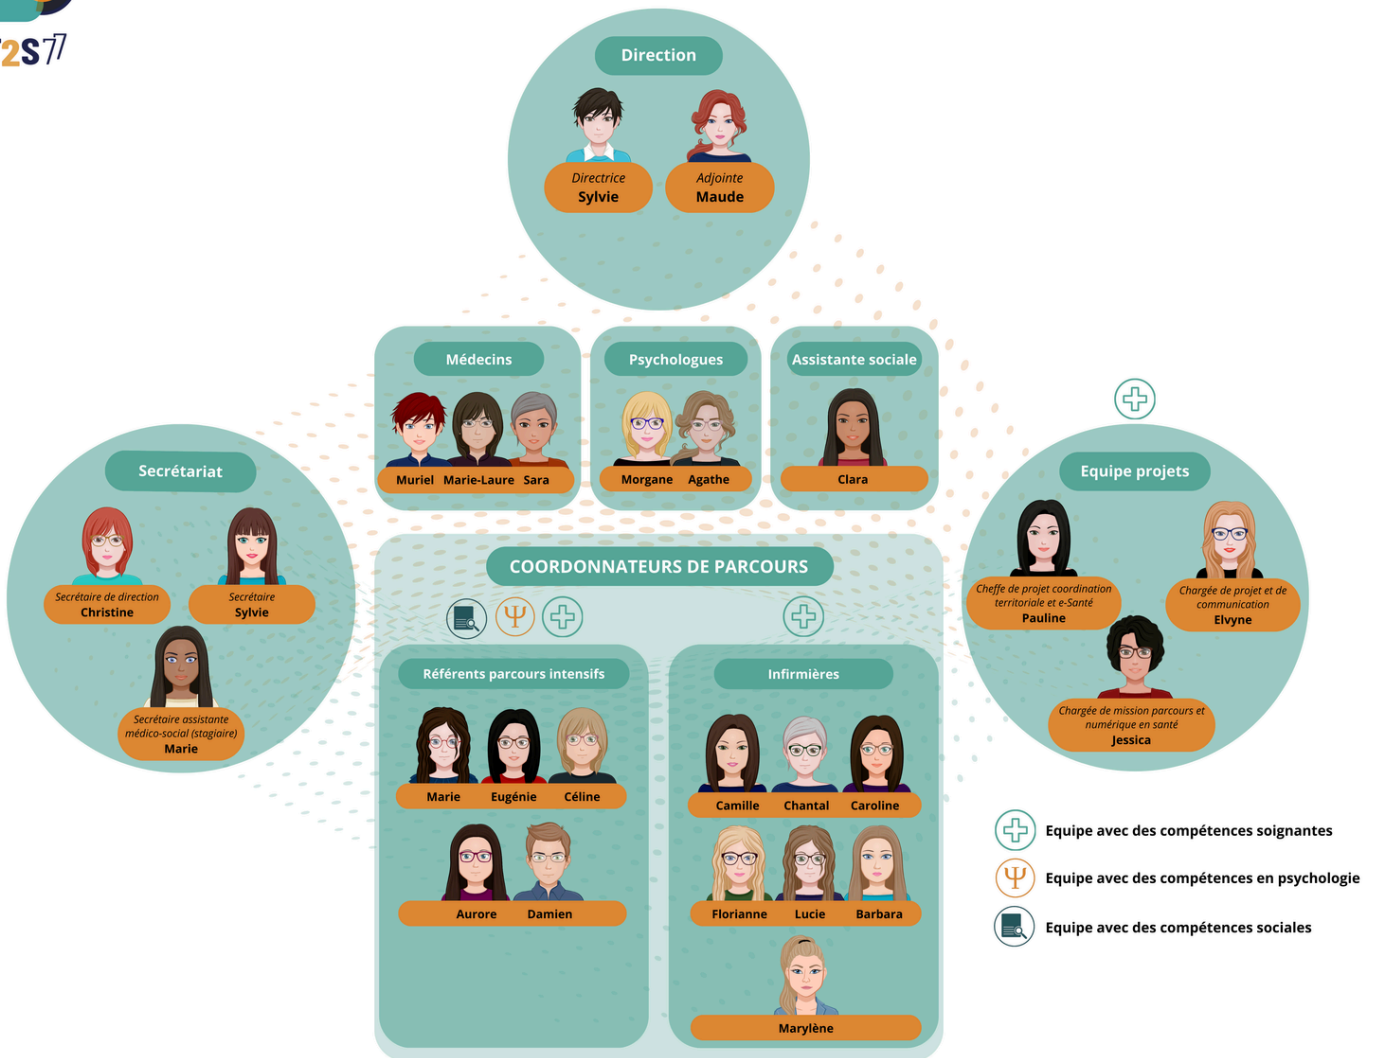 2S77
Direction
Directrice
Sylvie
Adjointe
Maude
Médecins
Muriel Marie-Laure Sara
Psychologues
Morgane Agathe
Assistante sociale
Clara
Secrétariat
Secrétaire de direction
Christine
Secrétaire
Sylvie
Secrétaire assistante
médico-social (stagiaire)
Marie
Equipe projets
Cheffe de projet coordination
territoriale et e-Santé
Pauline
Chargée de projet et de
communication
Elvyne
Chargée de mission parcours et
numérique en santé
Jessica
COORDONNATEURS DE PARCOURS
Ψ
Référents parcours intensifs
Marie Eugénie Céline
Aurore Damien
Infirmières
Camille Chantal Caroline
Florianne Lucie Barbara
Marylène
Equipe avec des compétences soignantes
Ψ Equipe avec des compétences en psychologie
Equipe avec des compétences sociales